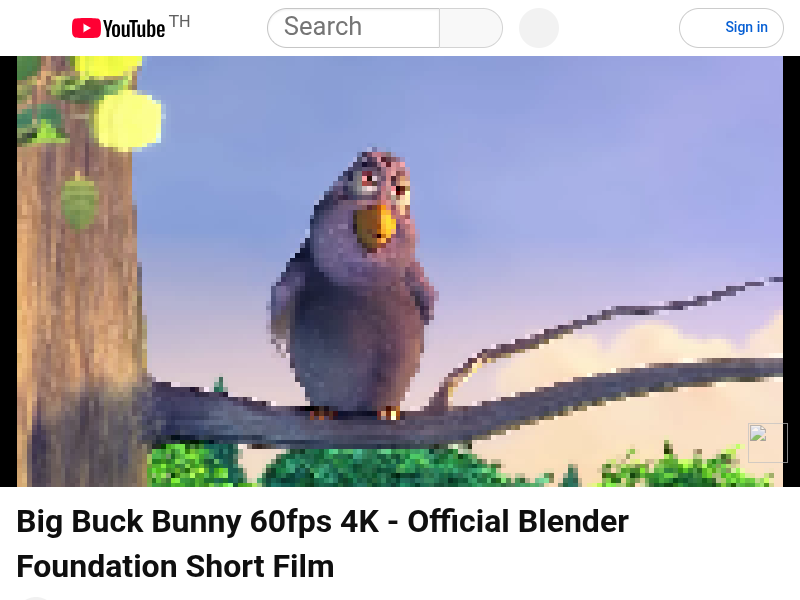 YouTube TH
Search
Sign in
Big Buck Bunny 60fps 4K - Official Blender
Foundation Short Film